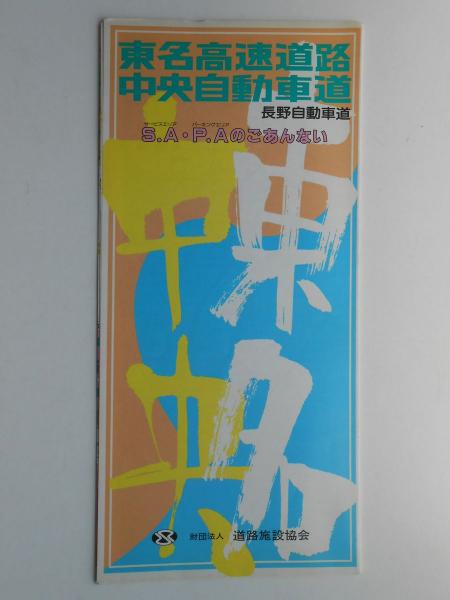 東名高速道路
中央自動車道
長野自動車道
サービスエリア パーキングエリア
S.A・P.Aのごあんない
東名
中央
財団法人 道路施設協会